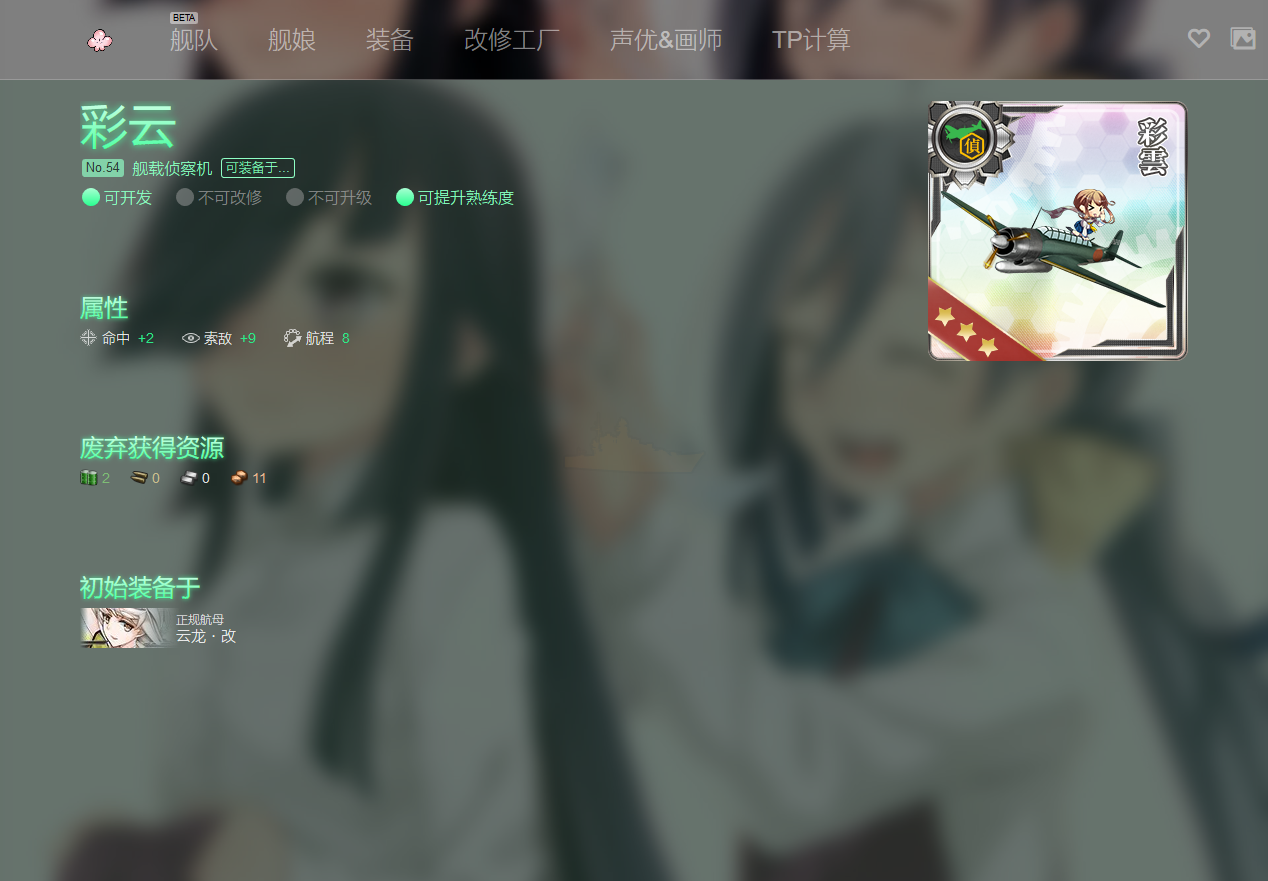 BETA
舰队 舰娘 装备 改修工厂 声优&画师 TP计算
彩云
No.54 舰载侦察机 可装备于...
可开发 不可改修 不可升级 可提升熟练度
偵
彩雲
属性
命中 +2 索敌 +9 航程 8
废弃获得资源
2 0 0 11
初始装备于
正规航母
云龙·改